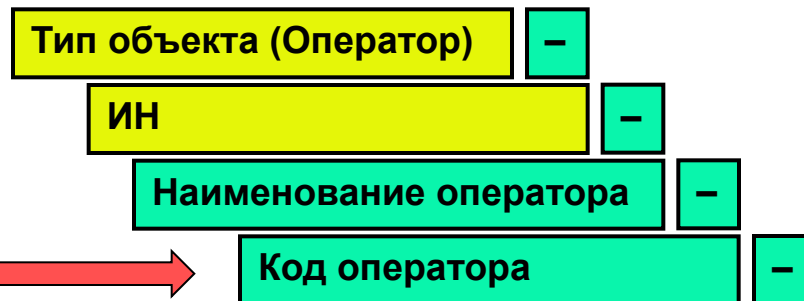 Тип объекта (Оператор) –
ИН –
Наименование оператора –
Код оператора –